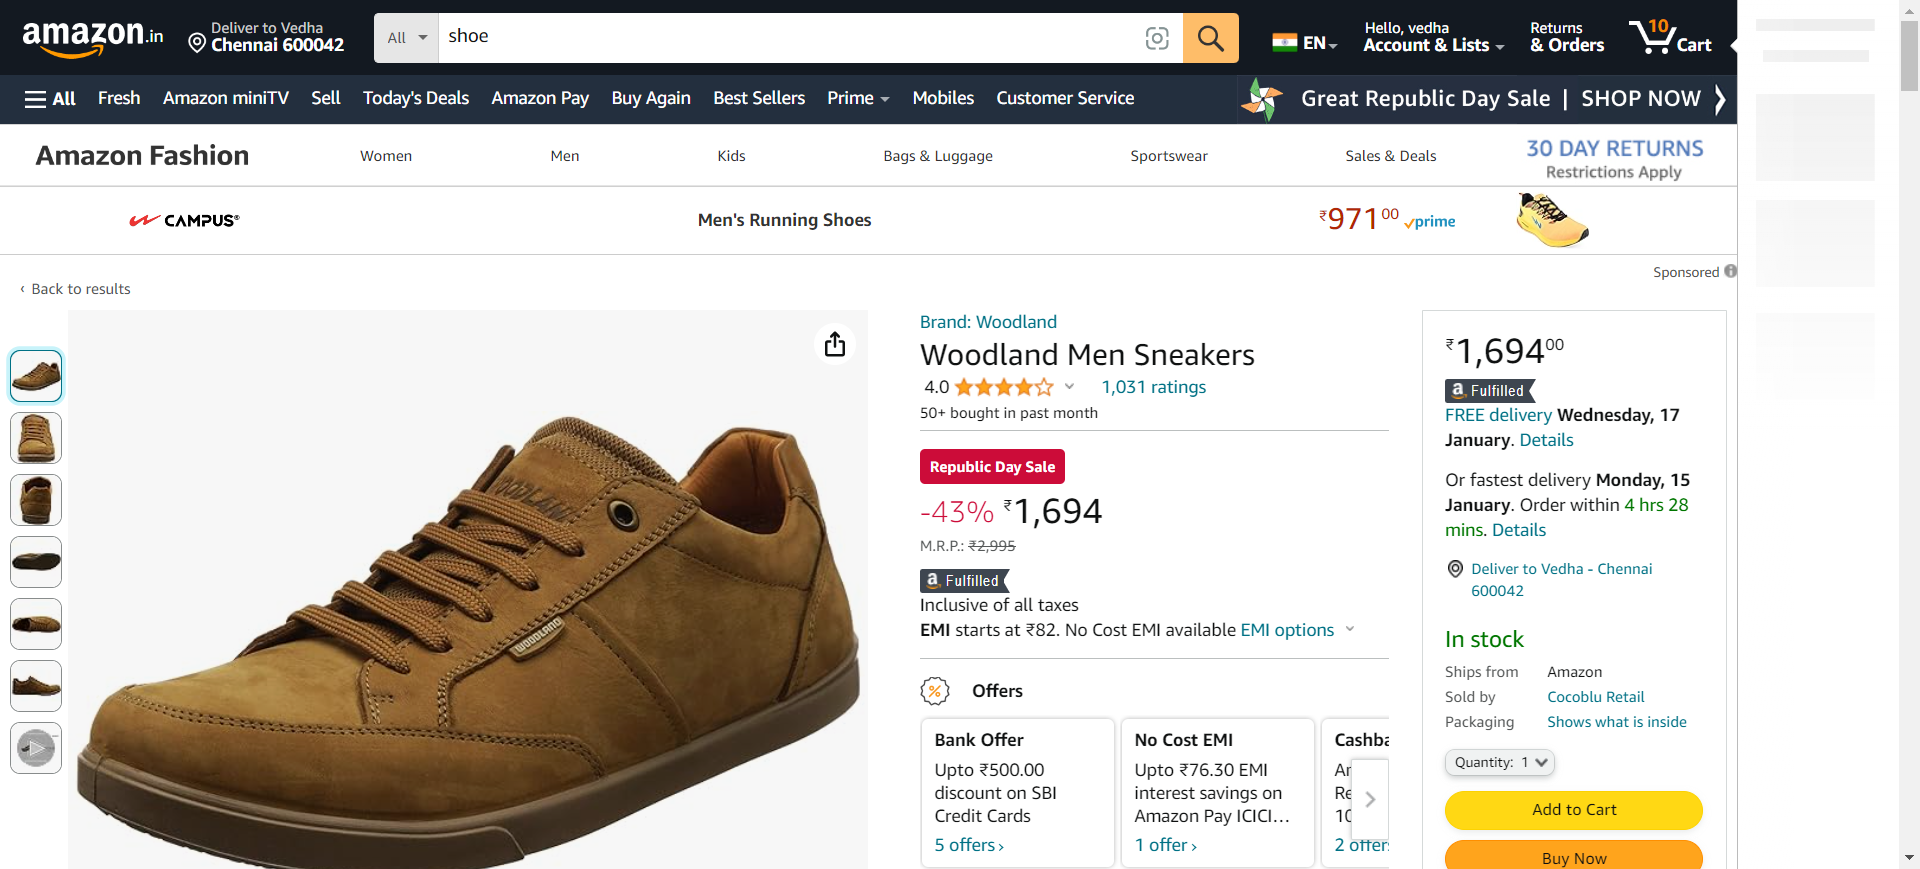 amazon.in
Deliver to Vedha
Chennai 600042
All
shoe
EN
Hello, vedha
Account & Lists
Returns
& Orders
10
Cart
All
Fresh
Amazon miniTV
Sell
Today's Deals
Amazon Pay
Buy Again
Best Sellers
Prime
Mobiles
Customer Service
Great Republic Day Sale | SHOP NOW
Amazon Fashion
Women
Men
Kids
Bags & Luggage
Sportswear
Sales & Deals
30 DAY RETURNS
Restrictions Apply
CAMPUS®
Men's Running Shoes
₹971 00
prime
Sponsored
‹ Back to results
WOODLAND
WOODLAND
Brand: Woodland
Woodland Men Sneakers
4.0
1,031 ratings
50+ bought in past month
Republic Day Sale
-43% ₹1,694
M.R.P.: ₹2,995
a Fulfilled
Inclusive of all taxes
EMI starts at ₹82. No Cost EMI available EMI options
% Offers
Bank Offer
Upto ₹500.00
discount on SBI
Credit Cards
5 offers ›
No Cost EMI
Upto ₹76.30 EMI
interest savings on
Amazon Pay ICICI…
1 offer ›
Cashba
Re
10
2 offers
₹1,694 00
a Fulfilled
FREE delivery Wednesday, 17
January. Details
Or fastest delivery Monday, 15
January. Order within 4 hrs 28
mins. Details
Deliver to Vedha - Chennai
600042
In stock
Ships from Amazon
Sold by Cocoblu Retail
Packaging Shows what is inside
Quantity: 1
Add to Cart
Buy Now